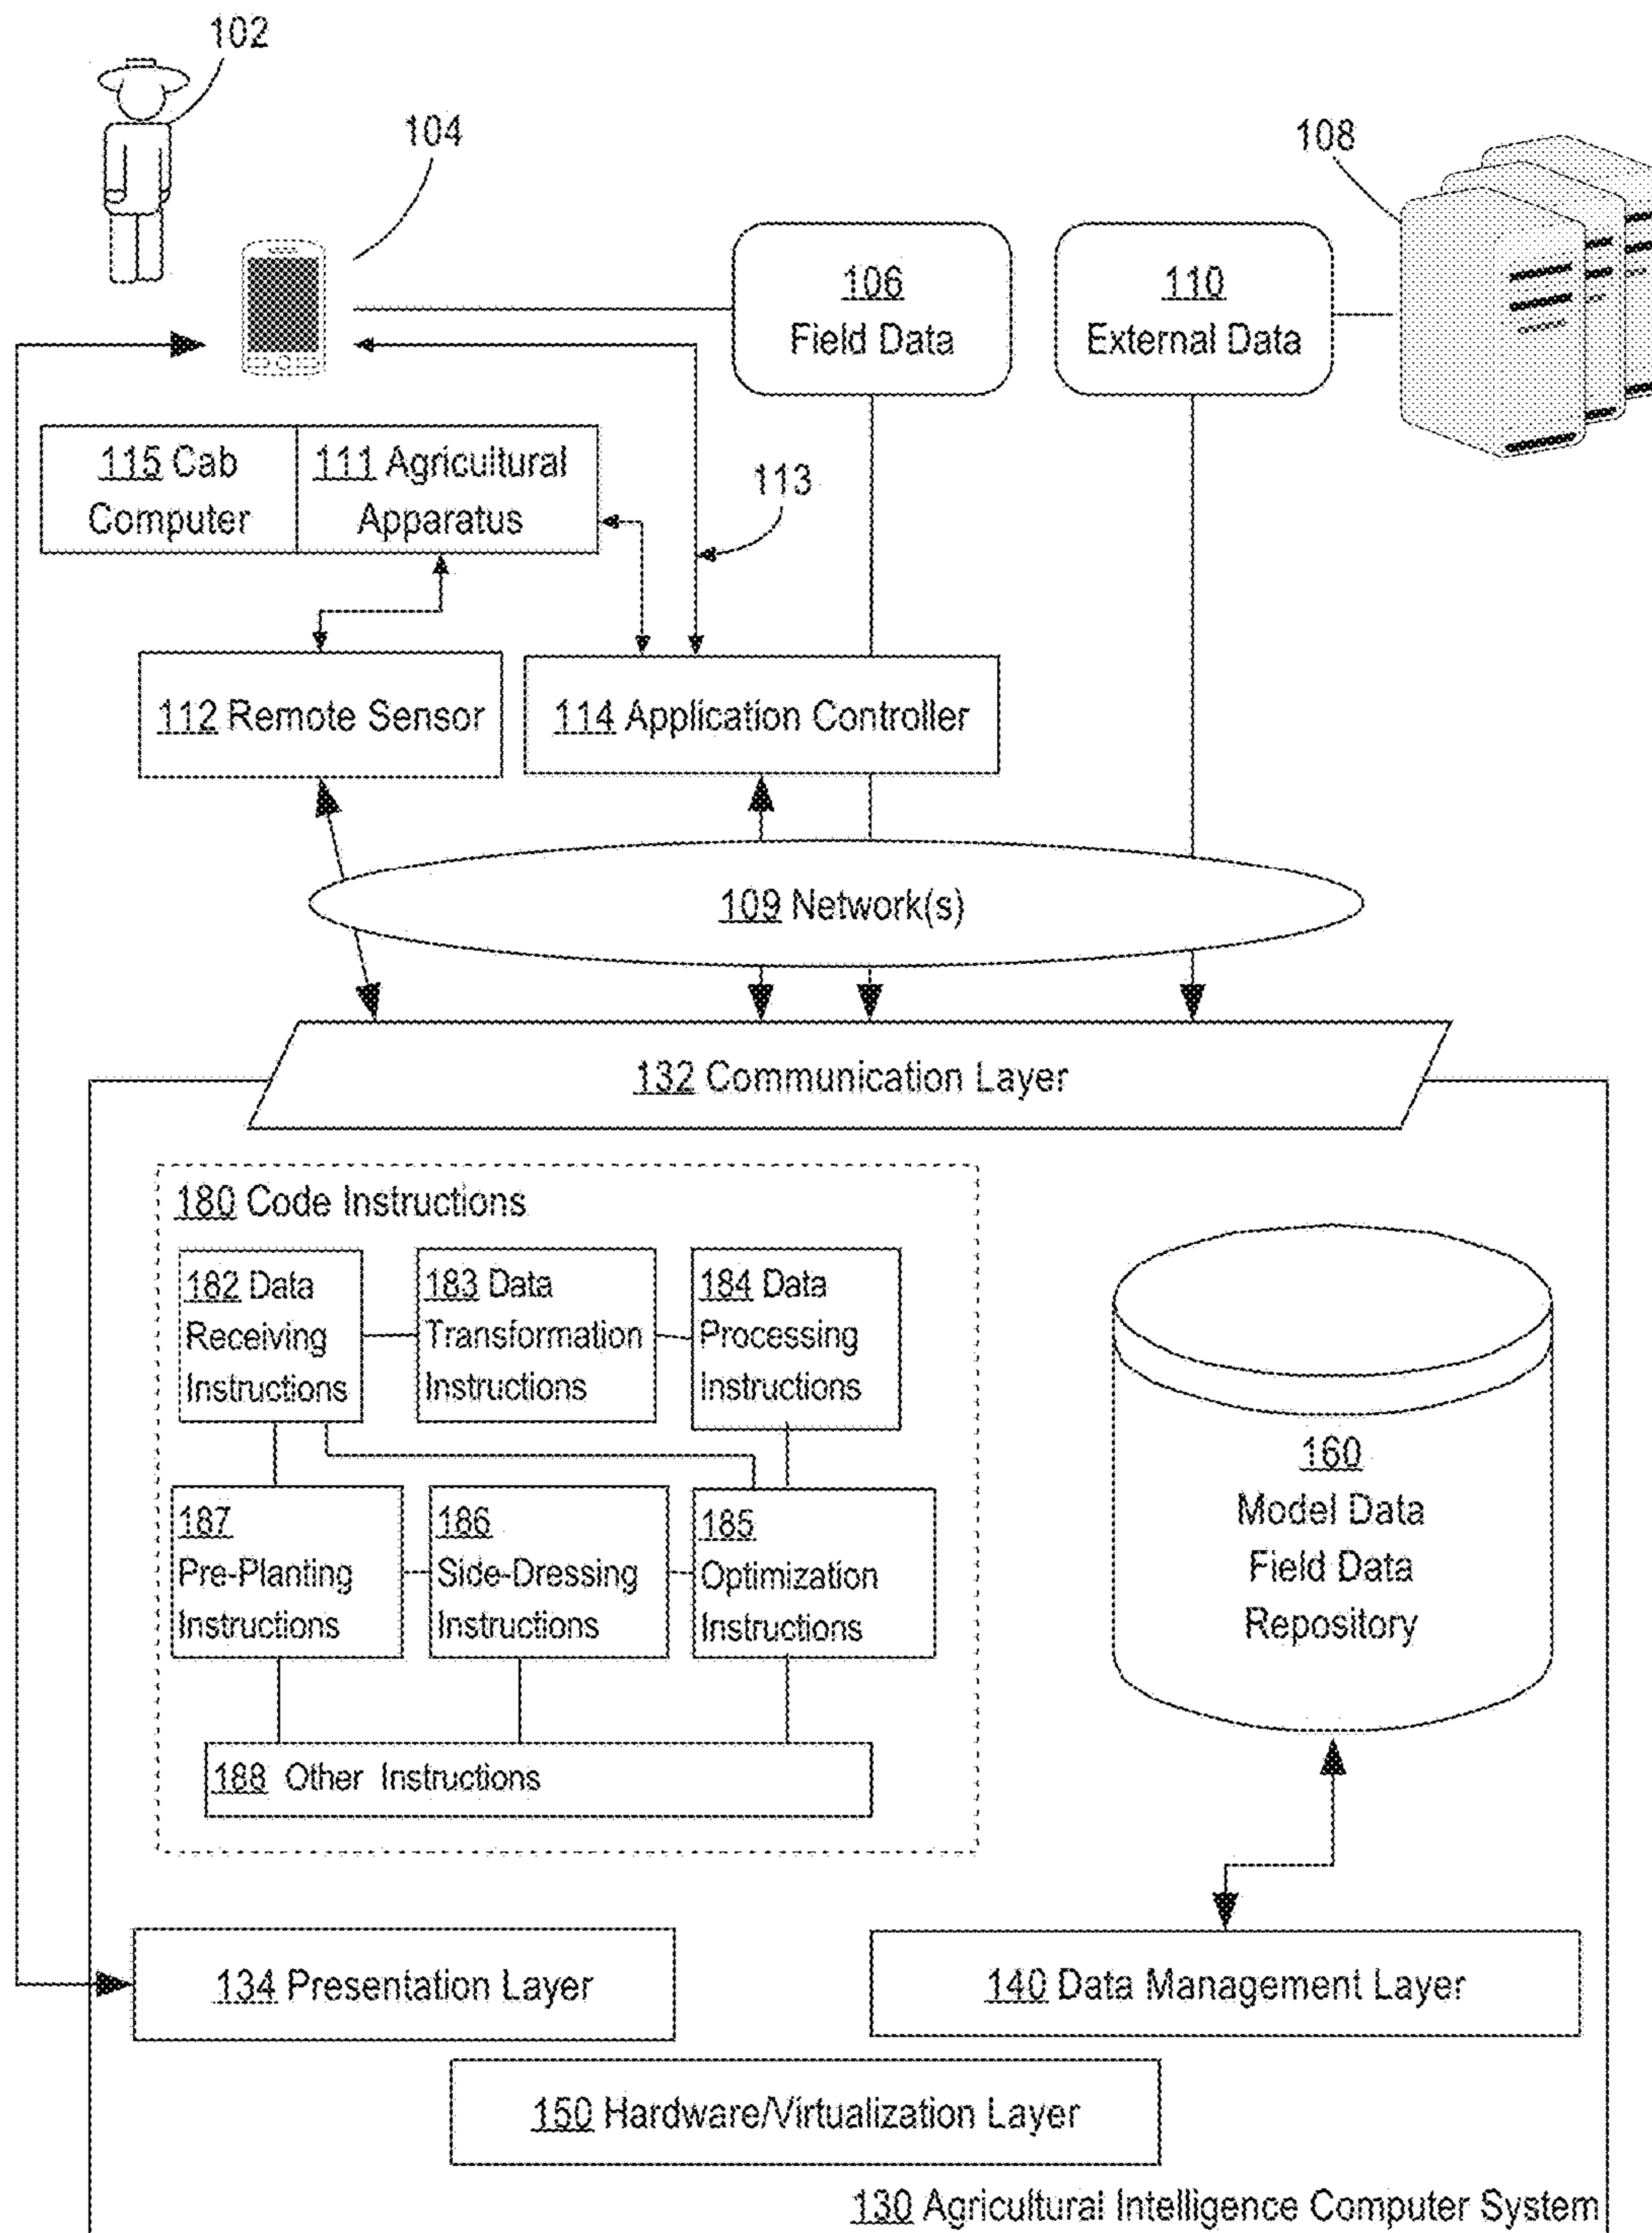 102
104
108
106
Field Data
110
External Data
115 Cab
Computer
111 Agricultural
Apparatus
113
112 Remote Sensor
114 Application Controller
109 Network(s)
132 Communication Layer
180 Code Instructions
182 Data
Receiving
Instructions
183 Data
Transformation
Instructions
184 Data
Processing
Instructions
187
Pre-Planting
Instructions
186
Side-Dressing
Instructions
185
Optimization
Instructions
188 Other Instructions
160
Model Data
Field Data
Repository
134 Presentation Layer
140 Data Management Layer
150 Hardware/Virtualization Layer
130 Agricultural Intelligence Computer System